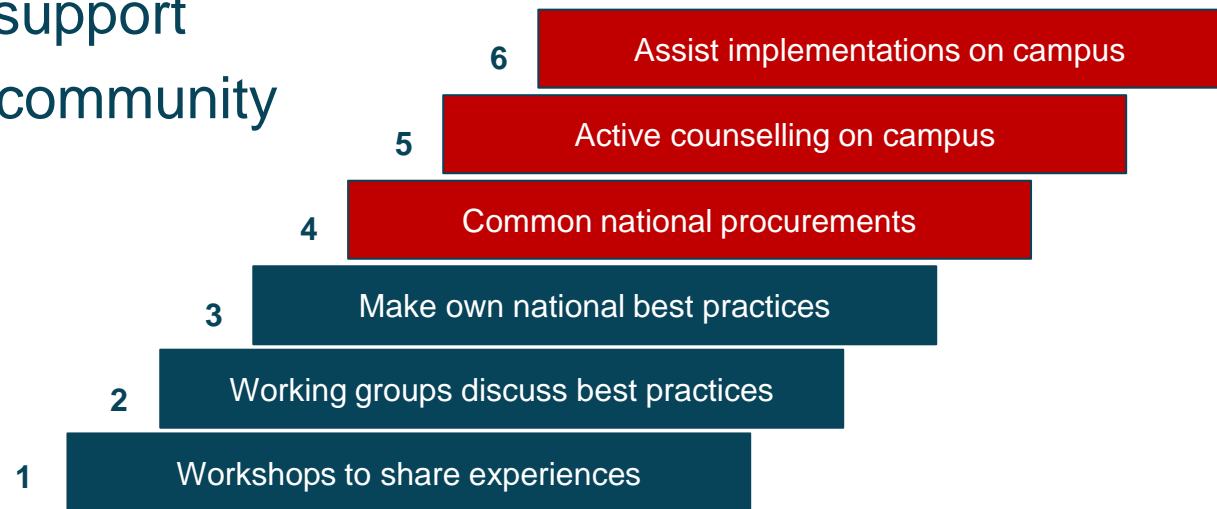 support
community
6 Assist implementations on campus
5 Active counselling on campus
4 Common national procurements
3 Make own national best practices
2 Working groups discuss best practices
1 Workshops to share experiences